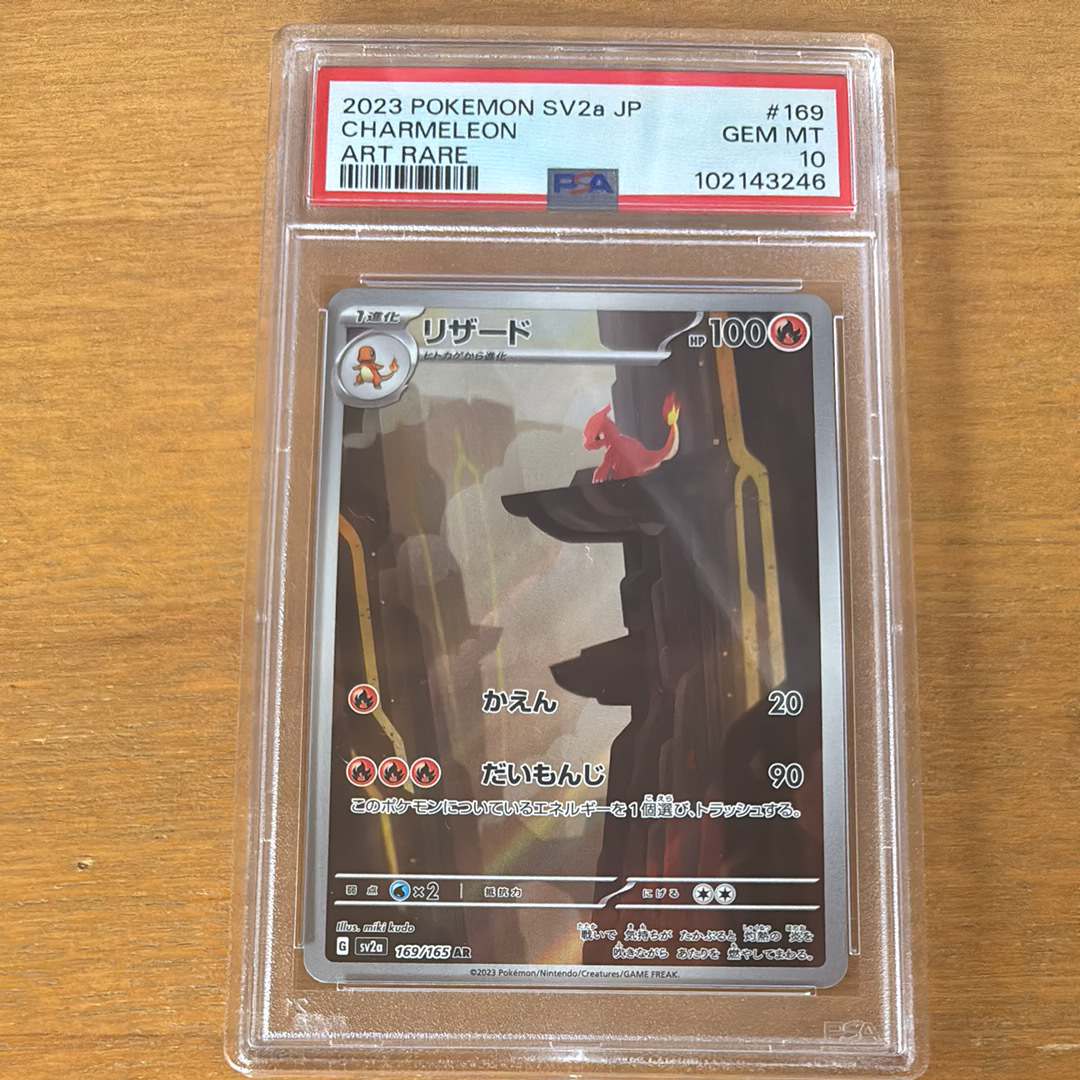 2023 POKEMON SV2a JP #169
CHARMELEON GEM MT
ART RARE 10
PSA 102143246
1進化 リザード HP 100
ヒトカゲから進化
かえん 20
だいもんじ 90
このポケモンについているエネルギーを1個選び、トラッシュする。
弱点 ×2 抵抗力 にげる
Illus. miki kudo
戦いで 気持ちが たかぶると 灼熱の 炎を
吹きながら あたりを 燃やしてまわる。
G sv2a 169/165 AR
©2023 Pokémon/Nintendo/Creatures/GAME FREAK.
PSA